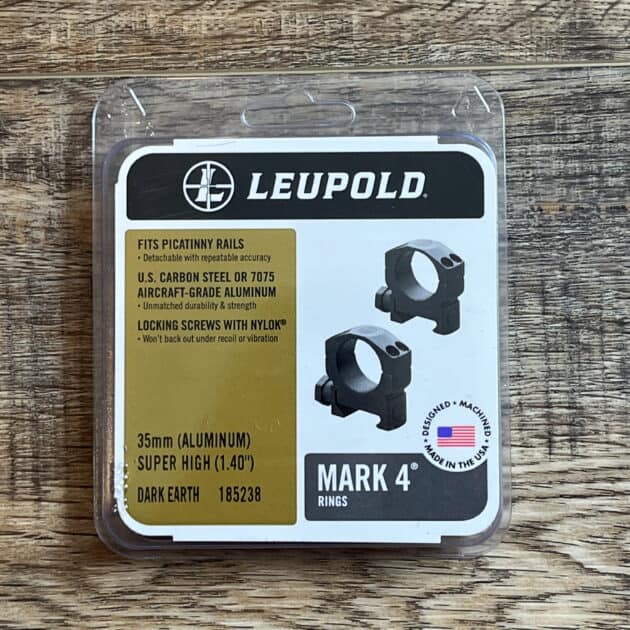 LEUPOLD®
FITS PICATINNY RAILS
• Detachable with repeatable accuracy
U.S. CARBON STEEL OR 7075
AIRCRAFT-GRADE ALUMINUM
• Unmatched durability & strength
LOCKING SCREWS WITH NYLOK®
• Won't back out under recoil or vibration
35mm (ALUMINUM)
SUPER HIGH (1.40")
DARK EARTH 185238
DESIGNED • MACHINED
• MADE IN THE USA •
MARK 4®
RINGS